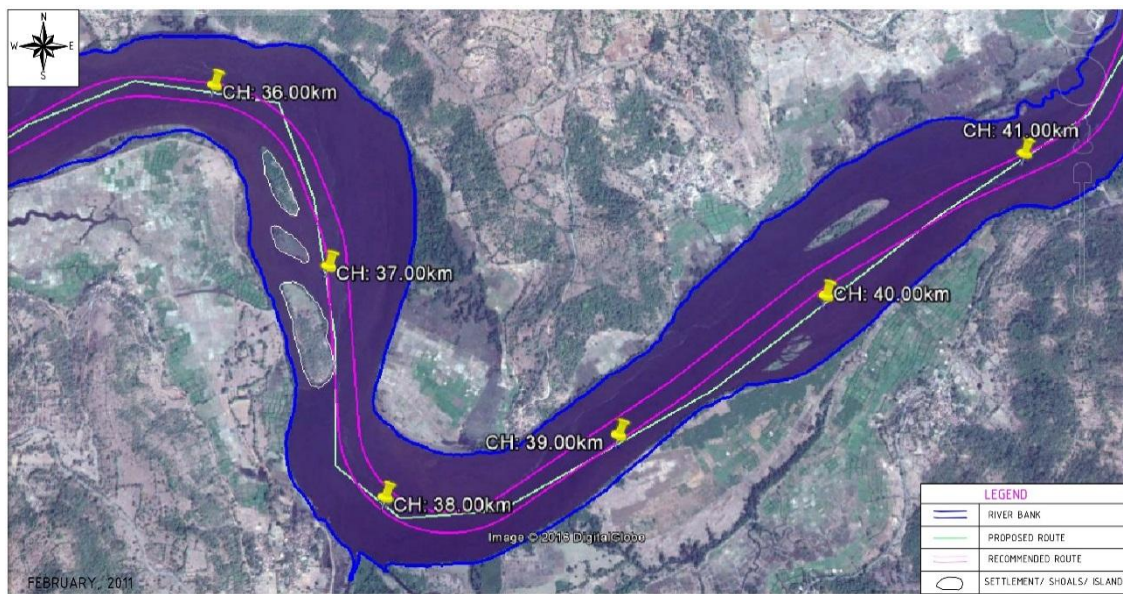 N
W E
S
CH: 36.00km
CH: 41.00km
CH: 37.00km
CH: 40.00km
CH: 39.00km
CH: 38.00km
Image © 2015 DigitalGlobe
FEBRUARY, 2011
LEGEND
RIVER BANK
PROPOSED ROUTE
RECOMMENDED ROUTE
SETTLEMENT/ SHOALS/ ISLAND